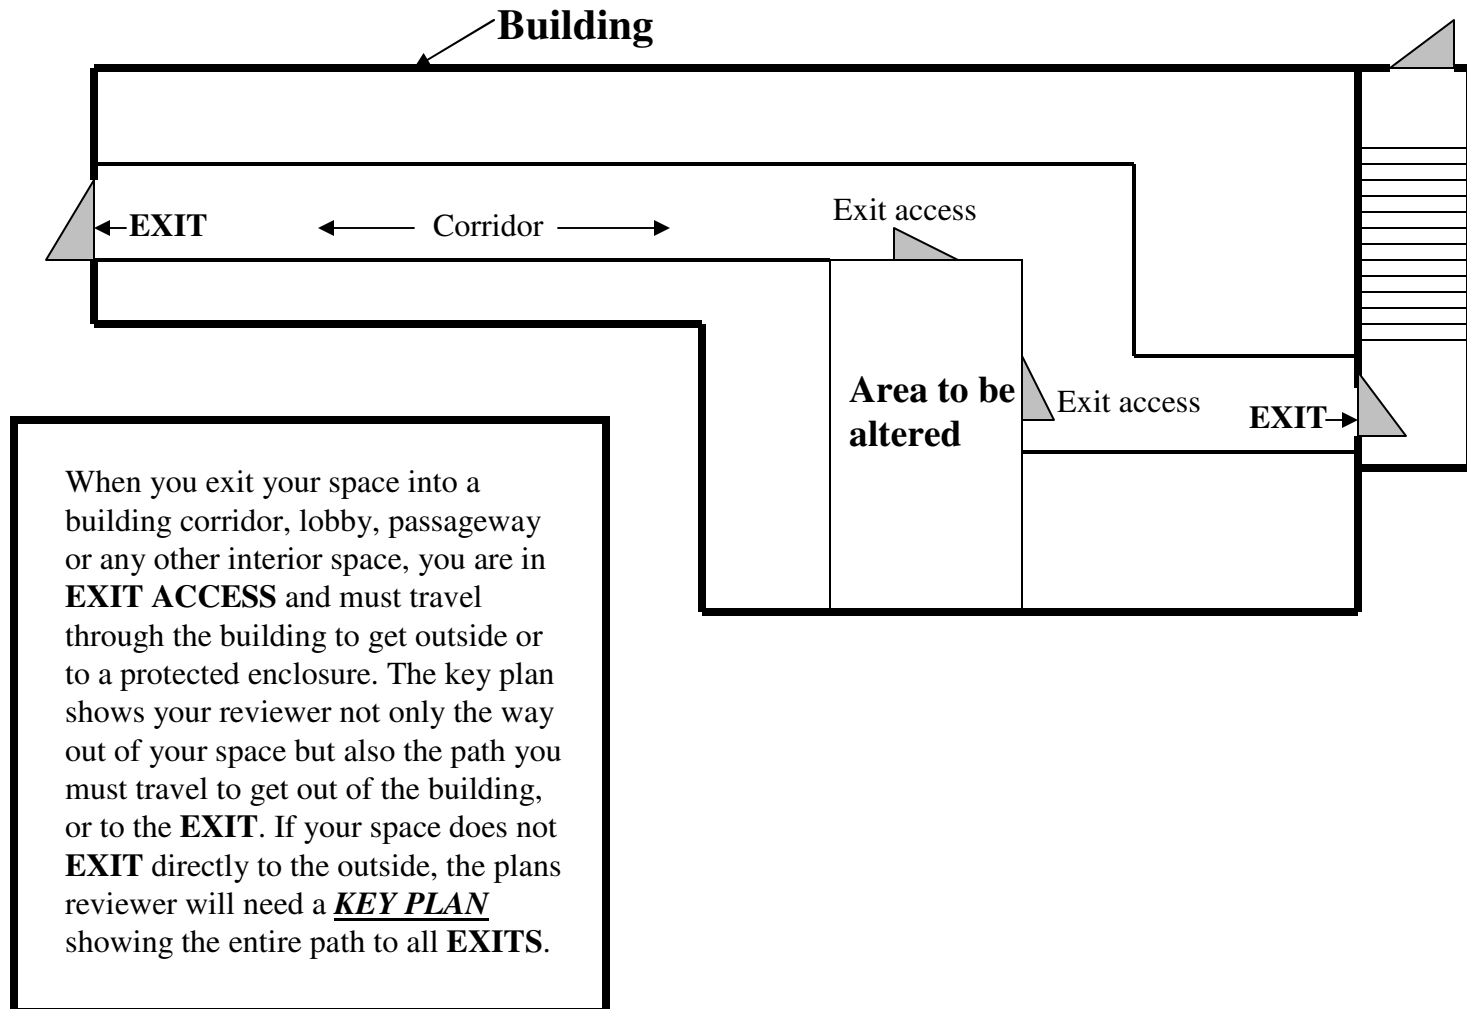 Building
Exit access
EXIT
Corridor
Area to be
altered
Exit access
EXIT
When you exit your space into a
building corridor, lobby, passageway
or any other interior space, you are in
EXIT ACCESS and must travel
through the building to get outside or
to a protected enclosure. The key plan
shows your reviewer not only the way
out of your space but also the path you
must travel to get out of the building,
or to the EXIT. If your space does not
EXIT directly to the outside, the plans
reviewer will need a KEY PLAN
showing the entire path to all EXITS.